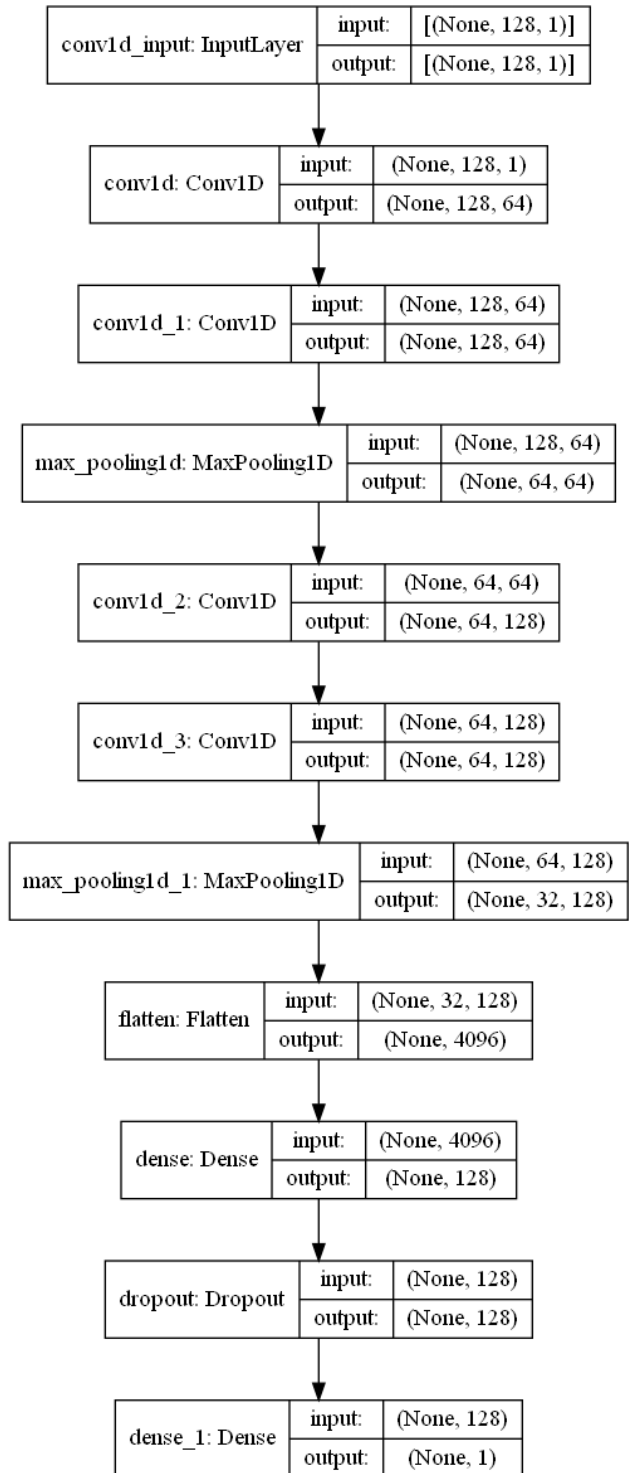 conv1d_input: InputLayer
input: [(None, 128, 1)]
output: [(None, 128, 1)]
conv1d: Conv1D
input: (None, 128, 1)
output: (None, 128, 64)
conv1d_1: Conv1D
input: (None, 128, 64)
output: (None, 128, 64)
max_pooling1d: MaxPooling1D
input: (None, 128, 64)
output: (None, 64, 64)
conv1d_2: Conv1D
input: (None, 64, 64)
output: (None, 64, 128)
conv1d_3: Conv1D
input: (None, 64, 128)
output: (None, 64, 128)
max_pooling1d_1: MaxPooling1D
input: (None, 64, 128)
output: (None, 32, 128)
flatten: Flatten
input: (None, 32, 128)
output: (None, 4096)
dense: Dense
input: (None, 4096)
output: (None, 128)
dropout: Dropout
input: (None, 128)
output: (None, 128)
dense_1: Dense
input: (None, 128)
output: (None, 1)